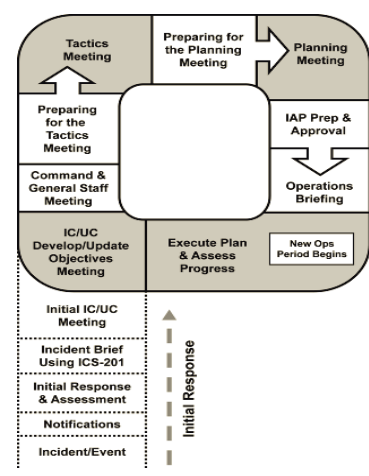 Tactics
Meeting
Preparing for
the Planning
Meeting
Planning
Meeting
Preparing
for the
Tactics
Meeting
IAP Prep &
Approval
Command &
General Staff
Meeting
Operations
Briefing
IC/UC
Develop/Update
Objectives
Meeting
Execute Plan
& Assess
Progress
New Ops
Period Begins
Initial IC/UC
Meeting
Incident Brief
Using ICS-201
Initial Response
& Assessment
Notifications
Incident/Event
Initial Response